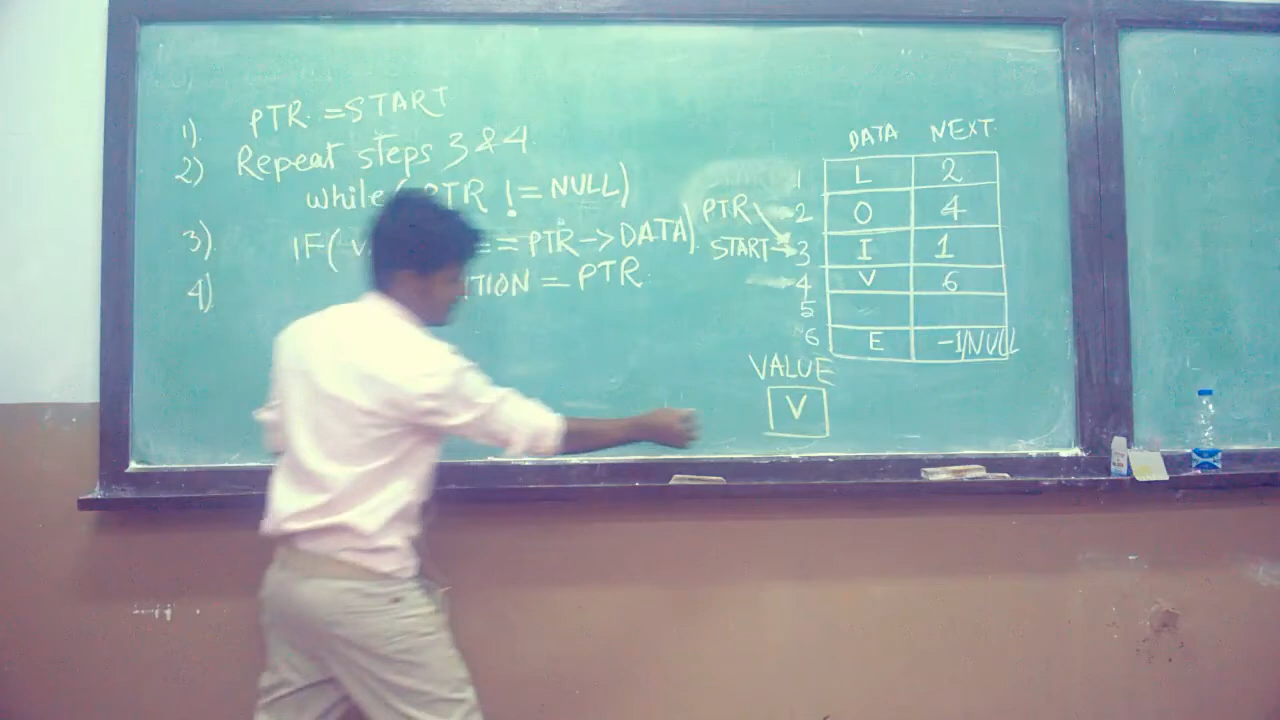 1). PTR = START
2) Repeat steps 3 & 4
while (PTR != NULL)
3). IF( == PTR -> DATA)
4) = PTR.
DATA NEXT
1 L 2
PTR 2 O 4
START 3 I 1
4 V 6
5
6 E -1/NULL
VALUE
V